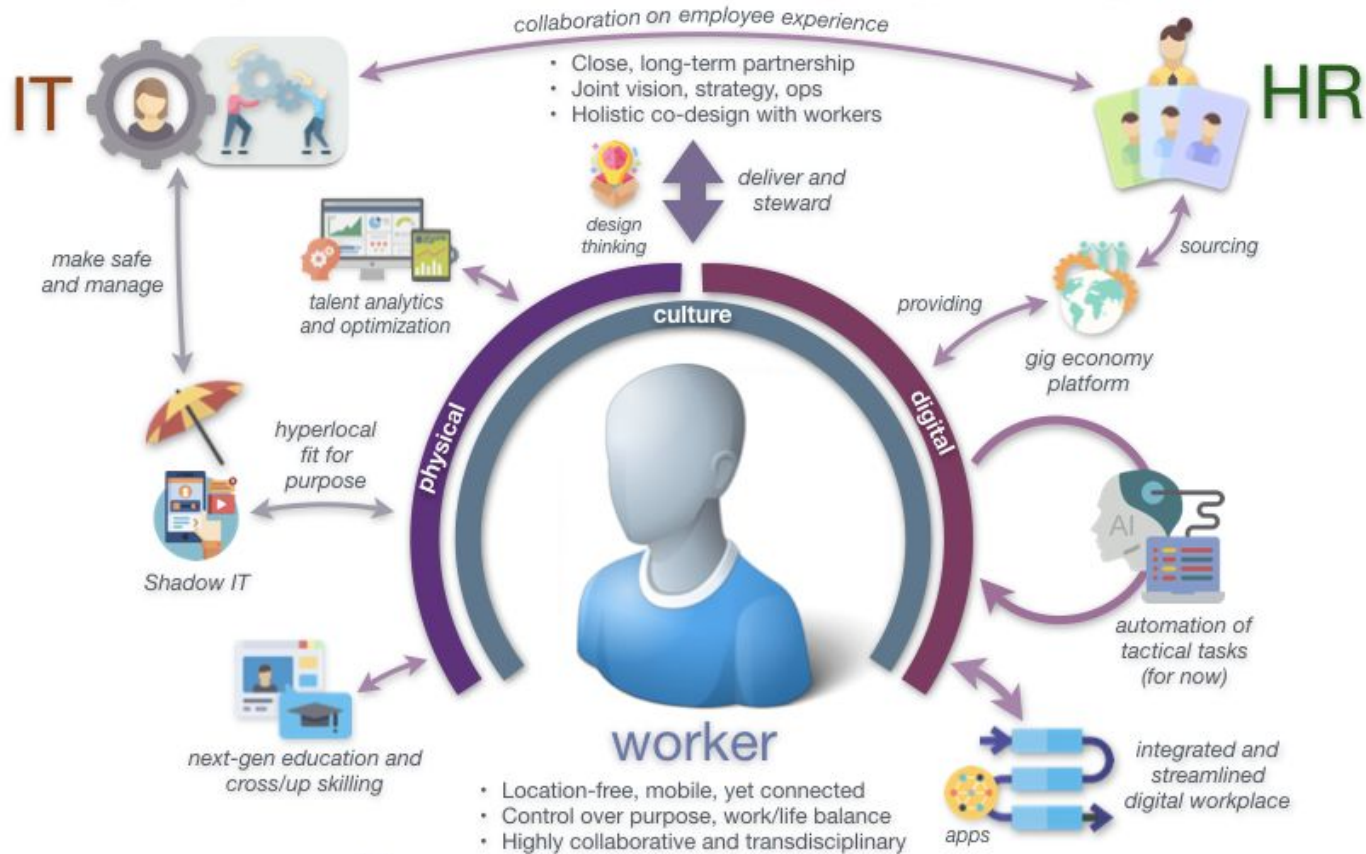 collaboration on employee experience
IT
HR
• Close, long-term partnership
• Joint vision, strategy, ops
• Holistic co-design with workers
design
thinking
deliver and
steward
make safe
and manage
talent analytics
and optimization
sourcing
providing
gig economy
platform
culture
physical
digital
hyperlocal
fit for
purpose
Shadow IT
AI
automation of
tactical tasks
(for now)
next-gen education and
cross/up skilling
worker
• Location-free, mobile, yet connected
• Control over purpose, work/life balance
• Highly collaborative and transdisciplinary
apps
integrated and
streamlined
digital workplace